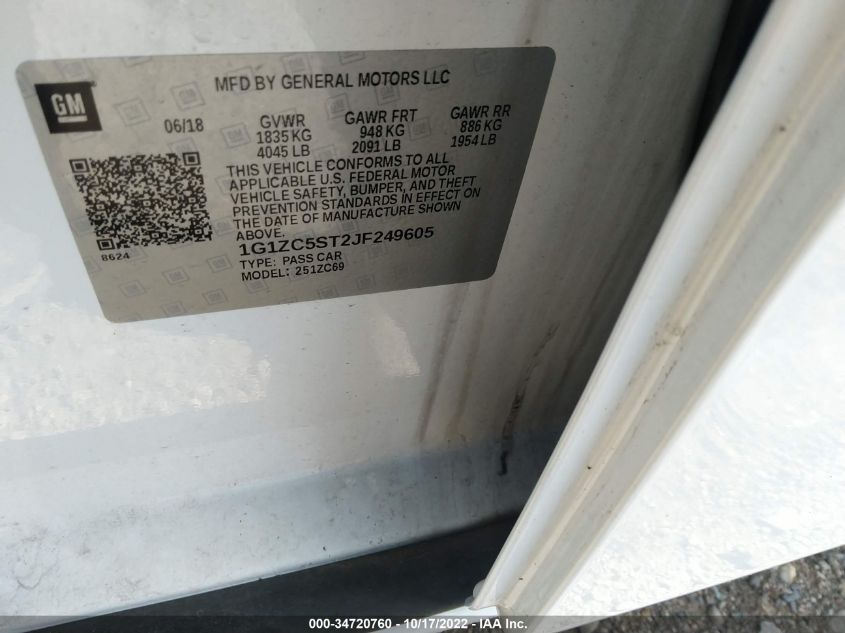 GM
MFD BY GENERAL MOTORS LLC
06/18
GVWR
1835 KG
4045 LB
GAWR FRT
948 KG
2091 LB
GAWR RR
886 KG
1954 LB
THIS VEHICLE CONFORMS TO ALL
APPLICABLE U.S. FEDERAL MOTOR
VEHICLE SAFETY, BUMPER, AND THEFT
PREVENTION STANDARDS IN EFFECT ON
THE DATE OF MANUFACTURE SHOWN
ABOVE.
8624
1G1ZC5ST2JF249605
TYPE: PASS CAR
MODEL: 251ZC69
000-34720760 - 10/17/2022 - IAA Inc.